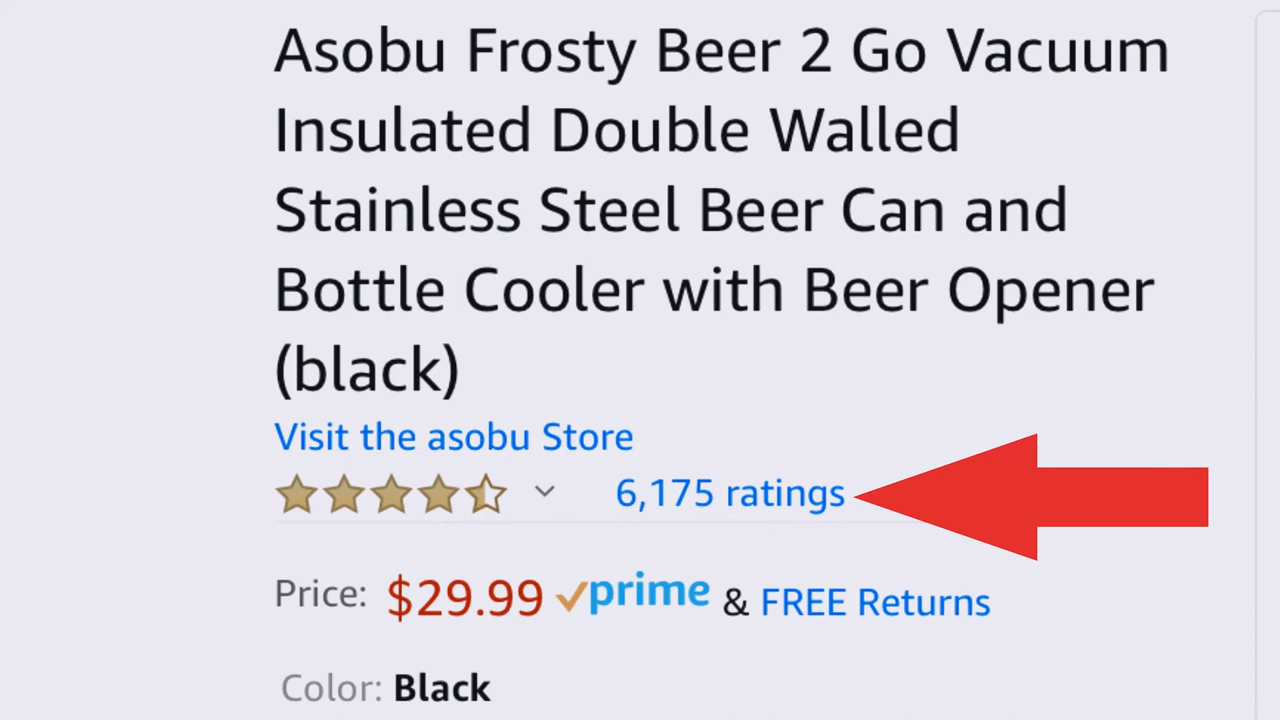 Asobu Frosty Beer 2 Go Vacuum
Insulated Double Walled
Stainless Steel Beer Can and
Bottle Cooler with Beer Opener
(black)
Visit the asobu Store
6,175 ratings
Price: $29.99 prime & FREE Returns
Color: Black